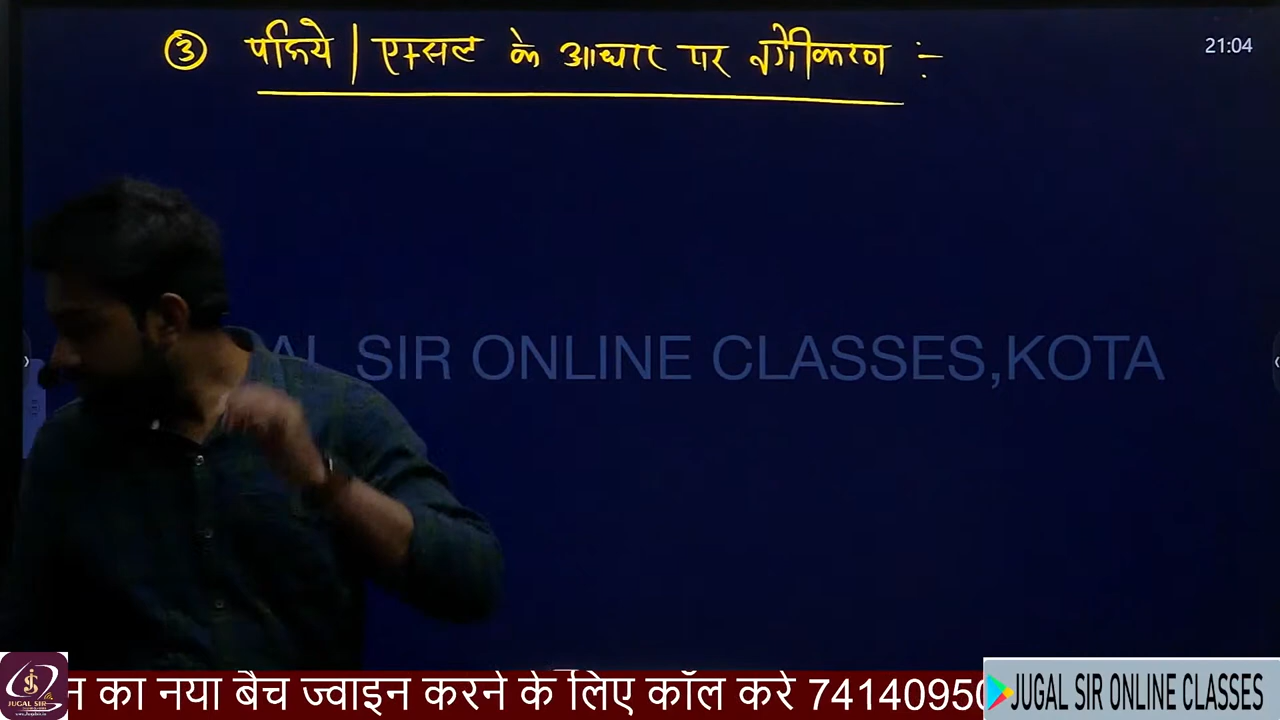 ③ पहिये | एक्सल के आधार पर वर्गीकरण :-
21:04
SIR ONLINE CLASSES,KOTA
न का नया बैच ज्वाइन करने के लिए कॉल करे 74140950
JUGAL SIR ONLINE CLASSES
JUGAL SIR